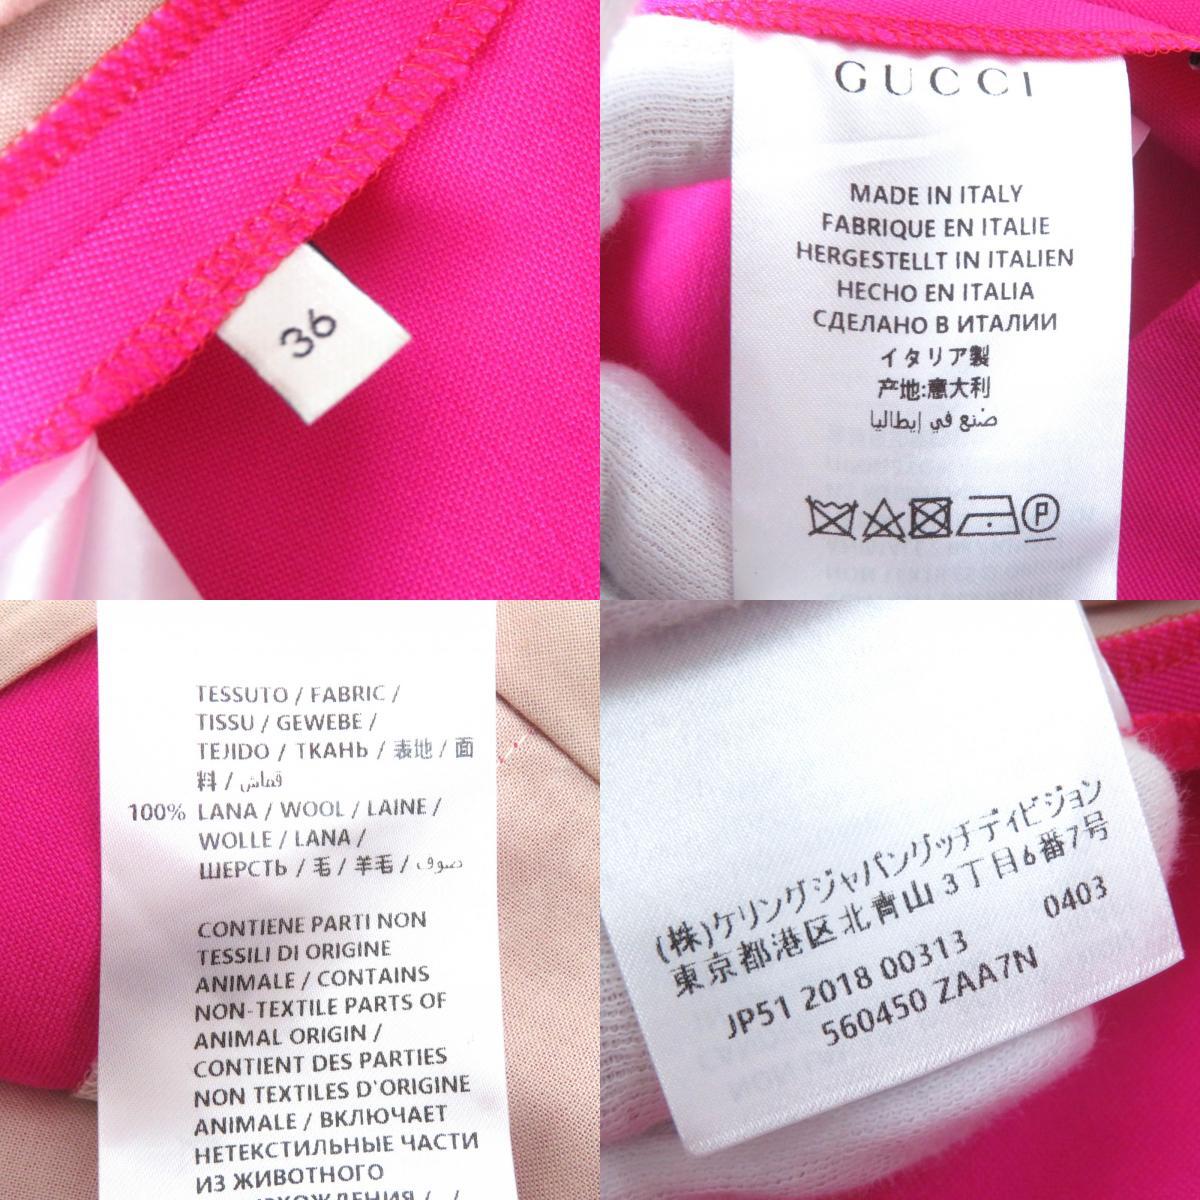 36
GUCCI
MADE IN ITALY
FABRIQUE EN ITALIE
HERGESTELLT IN ITALIEN
HECHO EN ITALIA
СДЕЛАНО В ИТАЛИИ
イタリア製
产地:意大利
صنع في إيطاليا
P
TESSUTO / FABRIC /
TISSU / GEWEBE /
TEJIDO / ТКАНЬ / 表地 / 面
料 / قماش
100% LANA / WOOL / LAINE /
WOLLE / LANA /
ШЕРСТЬ / 毛 / 羊毛 / صوف
CONTIENE PARTI NON
TESSILI DI ORIGINE
ANIMALE / CONTAINS
NON-TEXTILE PARTS OF
ANIMAL ORIGIN /
CONTIENT DES PARTIES
NON TEXTILES D'ORIGINE
ANIMALE / ВКЛЮЧАЕТ
НЕТЕКСТИЛЬНЫЕ ЧАСТИ
ИЗ ЖИВОТНОГО
(株)ケリングジャパングッチディビジョン
東京都港区北青山 3丁目6番7号
0403
JP51 2018 00313
560450 ZAA7N